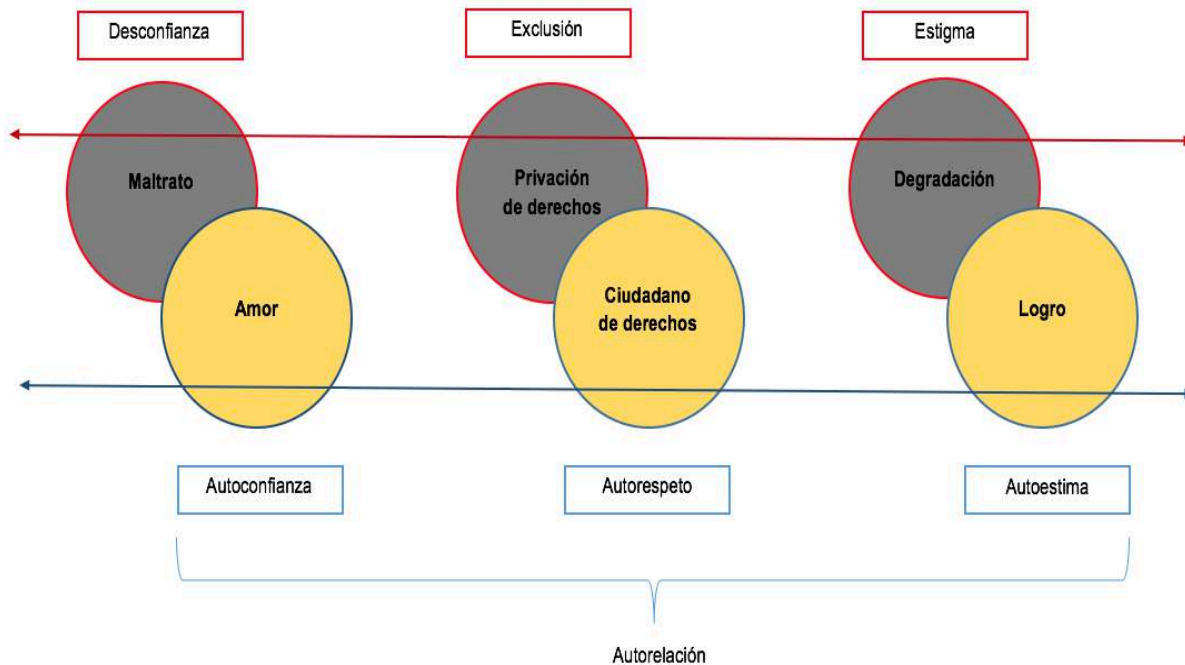 Desconfianza
Exclusión
Estigma
Maltrato
Privación
de derechos
Degradación
Amor
Ciudadano
de derechos
Logro
Autoconfianza
Autorespeto
Autoestima
Autorelación